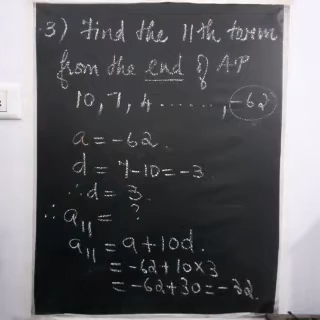 3) Find the 11th term
from the end of AP
10, 7, 4 ......, -62
a = -62
d = 7-10 = -3
∴ d = 3
∴ a₁₁ = ?
a₁₁ = a + 10d.
= -62 + 10×3
= -62 + 30 = -32.